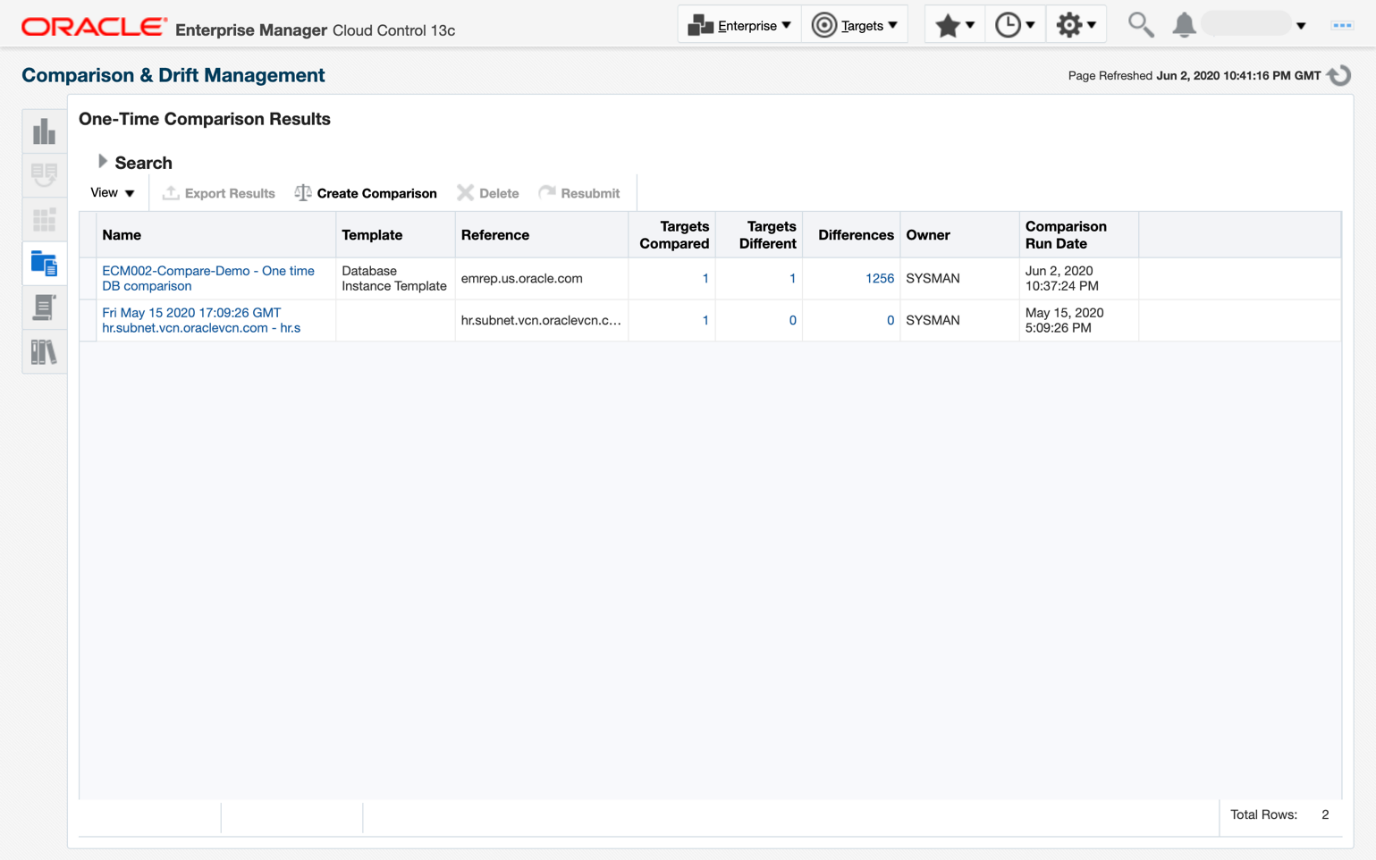 ORACLE Enterprise Manager Cloud Control 13c Enterprise Targets
Comparison & Drift Management
Page Refreshed Jun 2, 2020 10:41:16 PM GMT
One-Time Comparison Results
Search
View Export Results Create Comparison Delete Resubmit
Name Template Reference Targets Compared Targets Different Differences Owner Comparison Run Date
ECM002-Compare-Demo - One time DB comparison Database Instance Template emrep.us.oracle.com 1 1 1256 SYSMAN Jun 2, 2020 10:37:24 PM
Fri May 15 2020 17:09:26 GMT hr.subnet.vcn.oraclevcn.com - hr.s hr.subnet.vcn.oraclevcn.c... 1 0 0 SYSMAN May 15, 2020 5:09:26 PM
Total Rows: 2